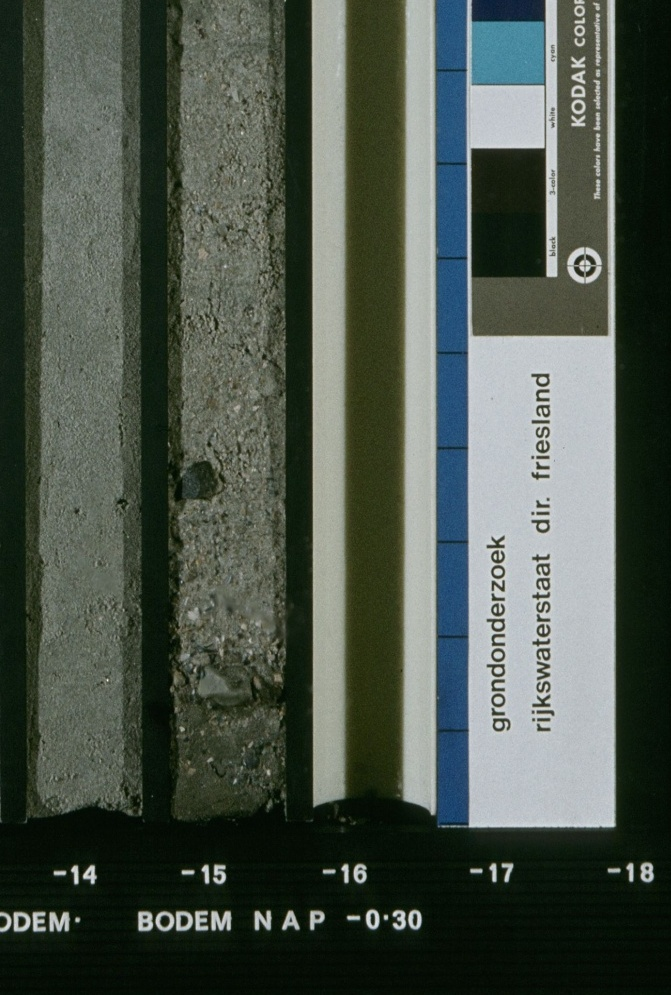 KODAK COLOR
These colors have been selected as representative of
cyan
white
3-color
black
grondonderzoek
rijkswaterstaat dir. friesland
-14 -15 -16 -17 -18
ODEM· BODEM NAP -0·30